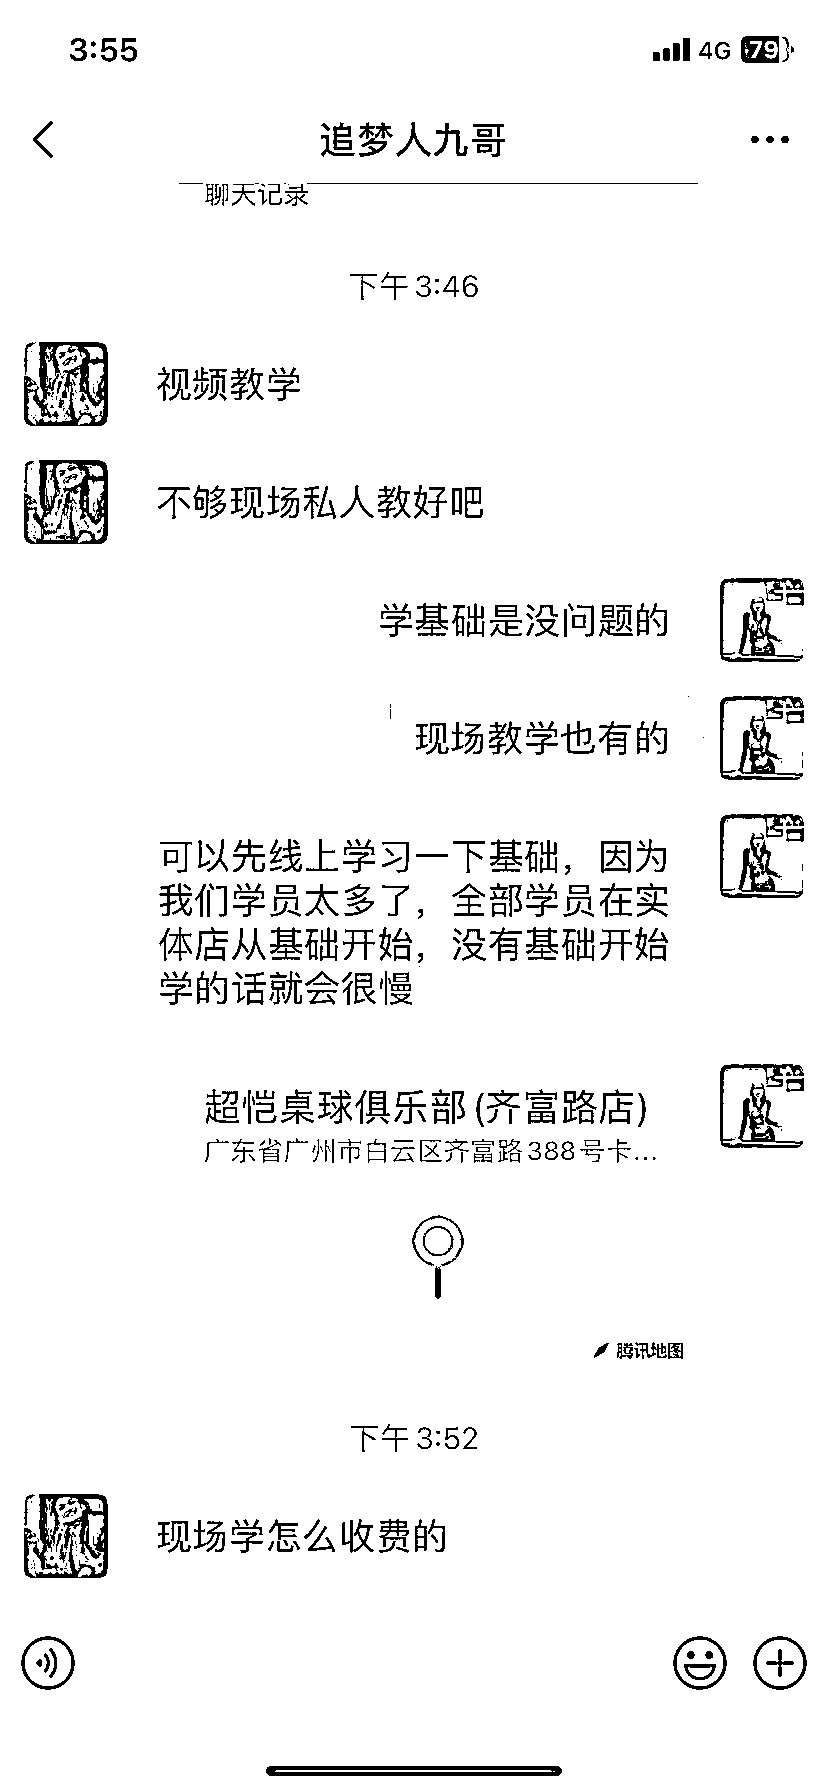 3:55
4G 79
追梦人九哥
聊天记录
下午 3:46
视频教学
不够现场私人教好吧
学基础是没问题的
现场教学也有的
可以先线上学习一下基础，因为
我们学员太多了，全部学员在实
体店从基础开始，没有基础开始
学的话就会很慢
超恺桌球俱乐部(齐富路店)
广东省广州市白云区齐富路388号卡...
腾讯地图
下午 3:52
现场学怎么收费的